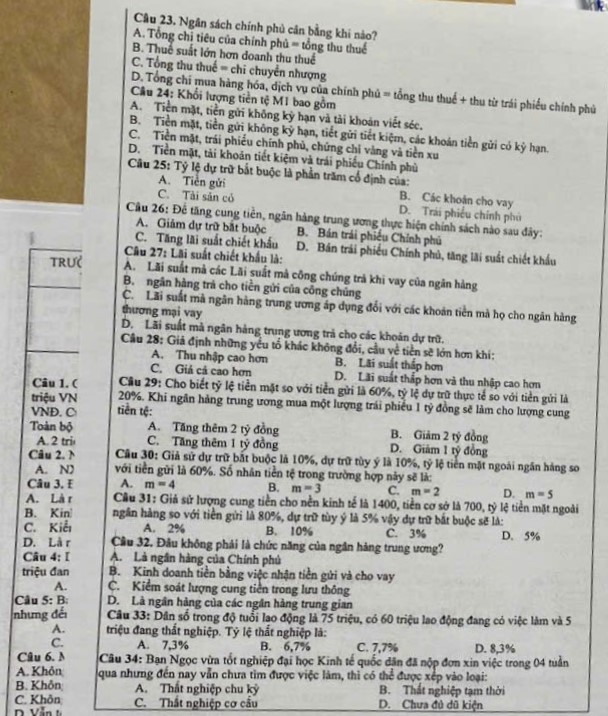 Câu 23. Ngân sách chính phủ cân bằng khi nào?
A. Tổng chi tiêu của chính phủ = tổng thu thuế
B. Thuế suất lớn hơn doanh thu thuế
C. Tổng thu thuế = chi chuyển nhượng
D. Tổng chi mua hàng hóa, dịch vụ của chính phủ = tổng thu thuế + thu từ trái phiếu chính phủ
Câu 24: Khối lượng tiền tệ M1 bao gồm
A. Tiền mặt, tiền gửi không kỳ hạn và tài khoản viết séc.
B. Tiền mặt, tiền gửi không kỳ hạn, tiết gửi tiết kiệm, các khoản tiền gửi có kỳ hạn.
C. Tiền mặt, trái phiếu chính phủ, chứng chỉ vàng và tiền xu
D. Tiền mặt, tài khoản tiết kiệm và trái phiếu Chính phủ
Câu 25: Tỷ lệ dự trữ bắt buộc là phần trăm cố định của:
A. Tiền gửi B. Các khoản cho vay
C. Tài sản có D. Trái phiếu chính phủ
Câu 26: Để tăng cung tiền, ngân hàng trung ương thực hiện chính sách nào sau đây:
A. Giảm dự trữ bắt buộc B. Bán trái phiếu Chính phủ
C. Tăng lãi suất chiết khấu D. Bán trái phiếu Chính phủ, tăng lãi suất chiết khấu
Câu 27: Lãi suất chiết khấu là:
A. Lãi suất mà các Lãi suất mà công chúng trả khi vay của ngân hàng
B. ngân hàng trả cho tiền gửi của công chúng
C. Lãi suất mà ngân hàng trung ương áp dụng đối với các khoản tiền mà họ cho ngân hàng
thương mại vay
D. Lãi suất mà ngân hàng trung ương trả cho các khoản dự trữ.
Câu 28: Giả định những yếu tố khác không đổi, cầu về tiền sẽ lớn hơn khi:
A. Thu nhập cao hơn B. Lãi suất thấp hơn
C. Giá cả cao hơn D. Lãi suất thấp hơn và thu nhập cao hơn
Câu 29: Cho biết tỷ lệ tiền mặt so với tiền gửi là 60%, tỷ lệ dự trữ thực tế so với tiền gửi là
20%. Khi ngân hàng trung ương mua một lượng trái phiếu 1 tỷ đồng sẽ làm cho lượng cung
tiền tệ:
A. Tăng thêm 2 tỷ đồng B. Giảm 2 tỷ đồng
C. Tăng thêm 1 tỷ đồng D. Giảm 1 tỷ đồng
Câu 30: Giả sử dự trữ bắt buộc là 10%, dự trữ tùy ý là 10%, tỷ lệ tiền mặt ngoài ngân hàng so
với tiền gửi là 60%. Số nhân tiền tệ trong trường hợp này sẽ là:
A. m = 4 B. m = 3 C. m = 2 D. m = 5
Câu 31: Giả sử lượng cung tiền cho nền kinh tế là 1400, tiền cơ sở là 700, tỷ lệ tiền mặt ngoài
ngân hàng so với tiền gửi là 80%, dự trữ tùy ý là 5% vậy dự trữ bắt buộc sẽ là:
A. 2% B. 10% C. 3% D. 5%
Câu 32. Đâu không phải là chức năng của ngân hàng trung ương?
A. Là ngân hàng của Chính phủ
B. Kinh doanh tiền bằng việc nhận tiền gửi và cho vay
C. Kiểm soát lượng cung tiền trong lưu thông
D. Là ngân hàng của các ngân hàng trung gian
Câu 33: Dân số trong độ tuổi lao động là 75 triệu, có 60 triệu lao động đang có việc làm và 5
triệu đang thất nghiệp. Tỷ lệ thất nghiệp là:
A. 7,3% B. 6,7% C. 7,7% D. 8,3%
Câu 34: Bạn Ngọc vừa tốt nghiệp đại học Kinh tế quốc dân đã nộp đơn xin việc trong 04 tuần
qua nhưng đến nay vẫn chưa tìm được việc làm, thì có thể được xếp vào loại:
A. Thất nghiệp chu kỳ B. Thất nghiệp tạm thời
C. Thất nghiệp cơ cấu D. Chưa đủ dữ kiện
TRƯỜ
Câu 1. C
triệu VN
VNĐ. C
Toàn bộ
A. 2 tri
Câu 2. N
A. N
Câu 3. E
A. Là r
B. Kin
C. Kiể
D. Là r
Câu 4:
triệu đan
A.
Câu 5: B
nhưng đế
A.
C.
Câu 6. N
A. Khôn
B. Khôn
C. Khôn
D. Vẫn